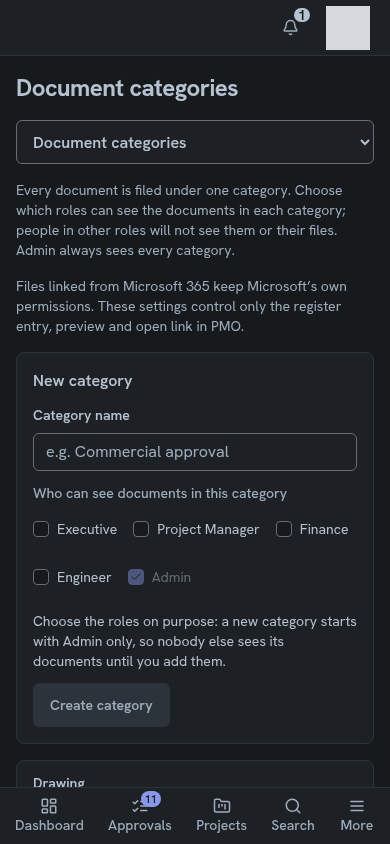 1
Document categories
Document categories
Every document is filed under one category. Choose
which roles can see the documents in each category;
people in other roles will not see them or their files.
Admin always sees every category.
Files linked from Microsoft 365 keep Microsoft’s own
permissions. These settings control only the register
entry, preview and open link in PMO.
New category
Category name
e.g. Commercial approval
Who can see documents in this category
Executive Project Manager Finance
Engineer Admin
Choose the roles on purpose: a new category starts
with Admin only, so nobody else sees its
documents until you add them.
Create category
Drawing
11
Dashboard Approvals Projects Search More